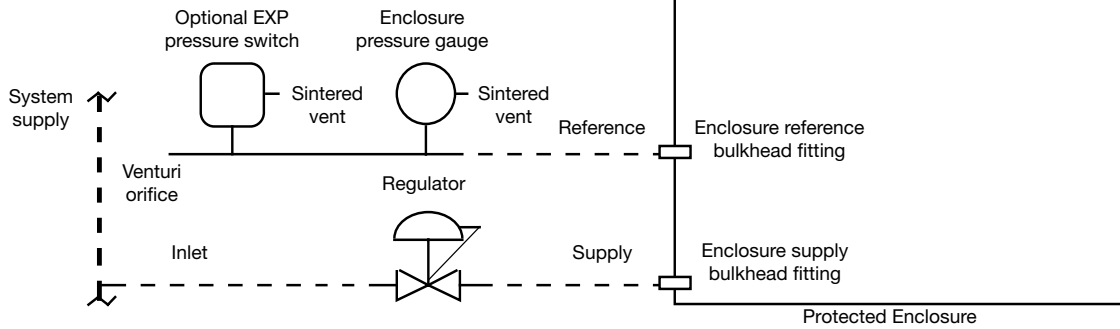 Optional EXP
pressure switch
Enclosure
pressure gauge
System
supply
Sintered
vent
Sintered
vent
Reference
Enclosure reference
bulkhead fitting
Venturi
orifice
Regulator
Inlet
Supply
Enclosure supply
bulkhead fitting
Protected Enclosure